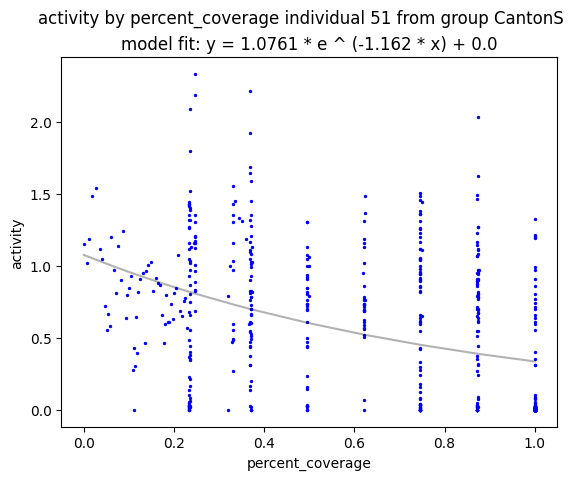 activity by percent_coverage individual 51 from group CantonS
model fit: y = 1.0761 * e ^ (-1.162 * x) + 0.0
activity
2.0
1.5
1.0
0.5
0.0
0.0 0.2 0.4 0.6 0.8 1.0
percent_coverage